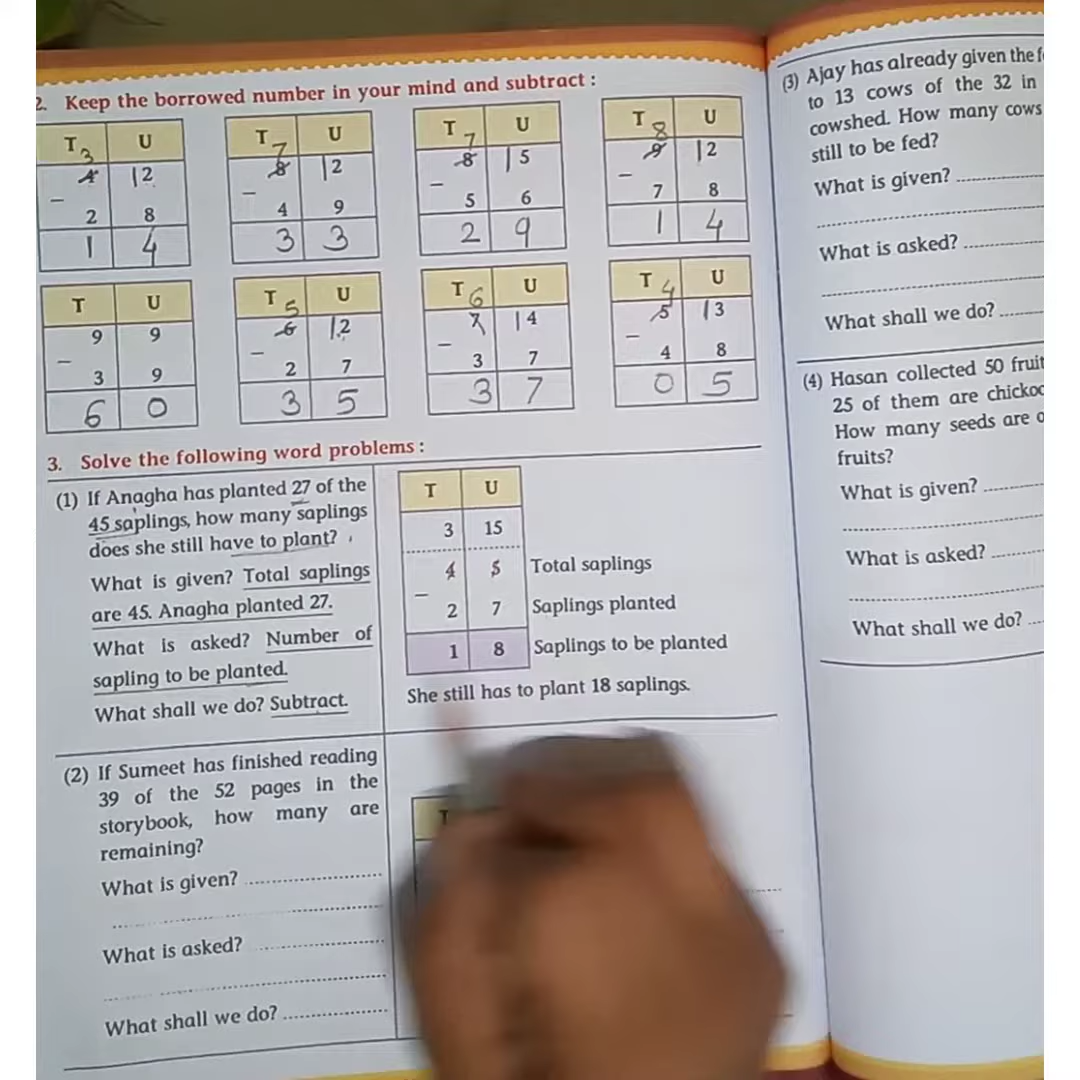 2. Keep the borrowed number in your mind and subtract :
T U T U T U T U
3 7 7 8
4 12 8 12 8 15 9 12
− 2 8 − 4 9 − 5 6 − 7 8
1 4 3 3 2 9 1 4
T U T U T U T U
5 6 4
9 9 6 12 7 14 5 13
− 3 9 − 2 7 − 3 7 − 4 8
6 0 3 5 3 7 0 5
3. Solve the following word problems :
(1) If Anagha has planted 27 of the
45 saplings, how many saplings
does she still have to plant?
What is given? Total saplings
are 45. Anagha planted 27.
What is asked? Number of
sapling to be planted.
What shall we do? Subtract.
T U
3 15
4 5 Total saplings
− 2 7 Saplings planted
1 8 Saplings to be planted
She still has to plant 18 saplings.
(2) If Sumeet has finished reading
39 of the 52 pages in the
storybook, how many are
remaining?
What is given?
What is asked?
What shall we do?
T
(3) Ajay has already given the
to 13 cows of the 32 in
cowshed. How many cows
still to be fed?
What is given?
What is asked?
What shall we do?
(4) Hasan collected 50 fruit
25 of them are
How many seeds are
fruits?
What is given?
What is asked?
What shall we do?